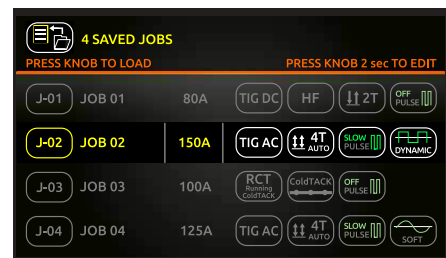 4 SAVED JOBS
PRESS KNOB TO LOAD PRESS KNOB 2 sec TO EDIT
J-01 JOB 01 80A TIG DC HF 2T OFF PULSE
J-02 JOB 02 150A TIG AC 4T AUTO SLOW PULSE DYNAMIC
J-03 JOB 03 100A RCT Running ColdTACK ColdTACK OFF PULSE
J-04 JOB 04 125A TIG AC 4T AUTO SLOW PULSE SOFT